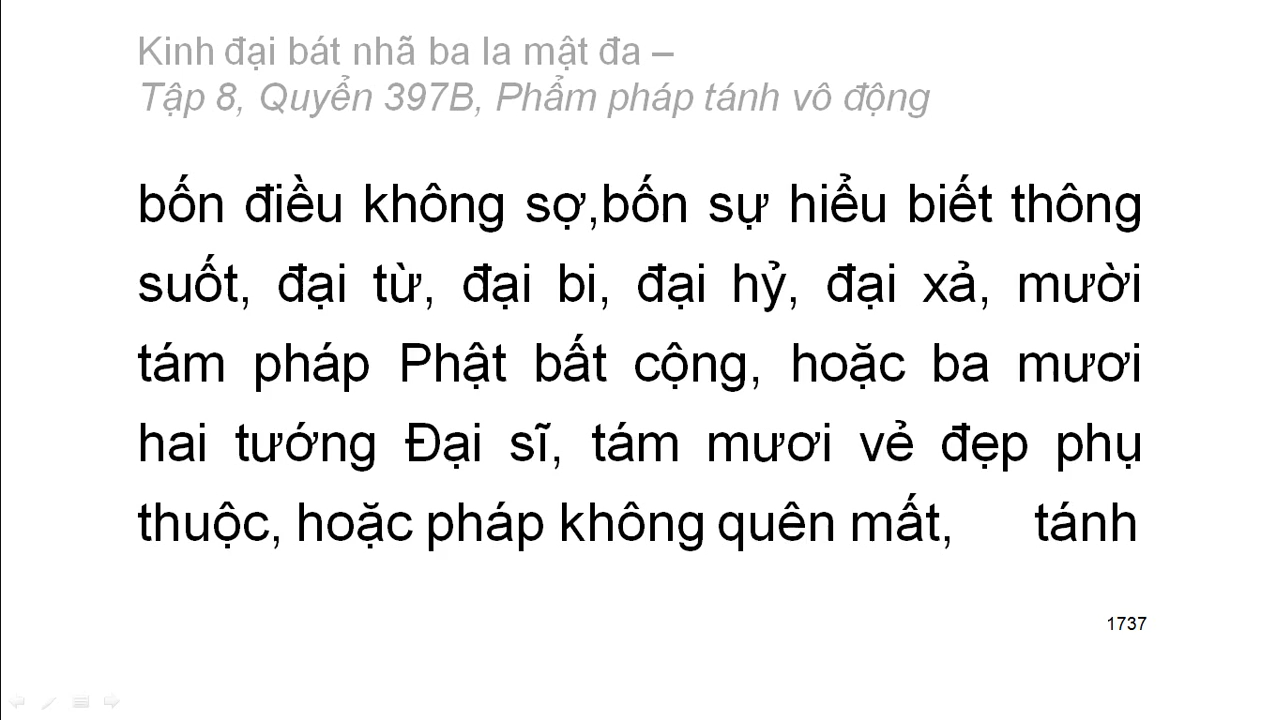 Kinh đại bát nhã ba la mật đa –
Tập 8, Quyển 397B, Phẩm pháp tánh vô động
bốn điều không sợ,bốn sự hiểu biết thông
suốt, đại từ, đại bi, đại hỷ, đại xả, mười
tám pháp Phật bất cộng, hoặc ba mươi
hai tướng Đại sĩ, tám mươi vẻ đẹp phụ
thuộc, hoặc pháp không quên mất, tánh
1737